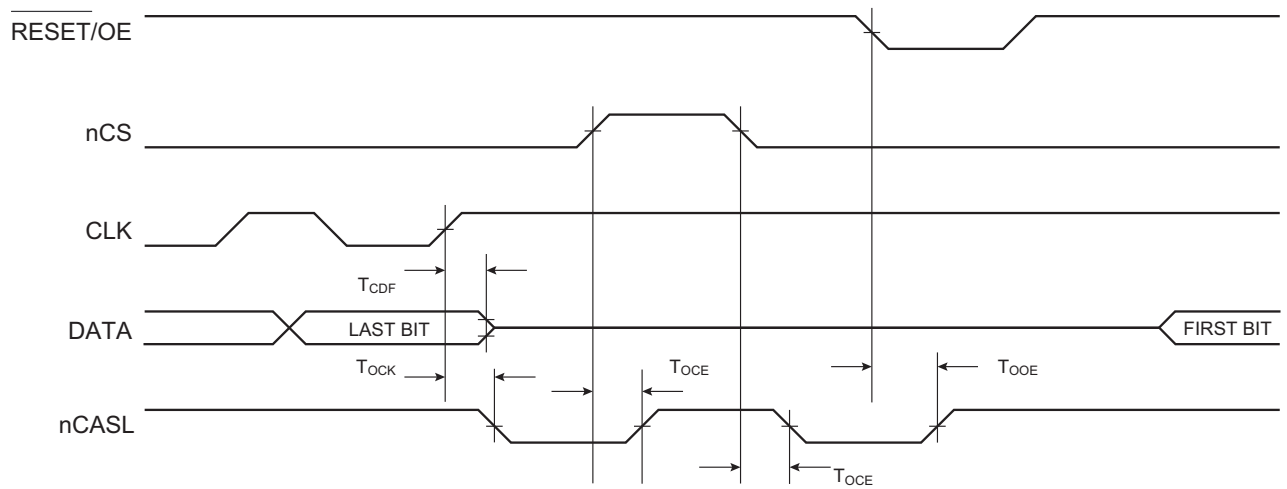 RESET/OE
nCS
CLK
TCDF
DATA
LAST BIT
FIRST BIT
TOCK
TOCE
TOOE
nCASL
TOCE